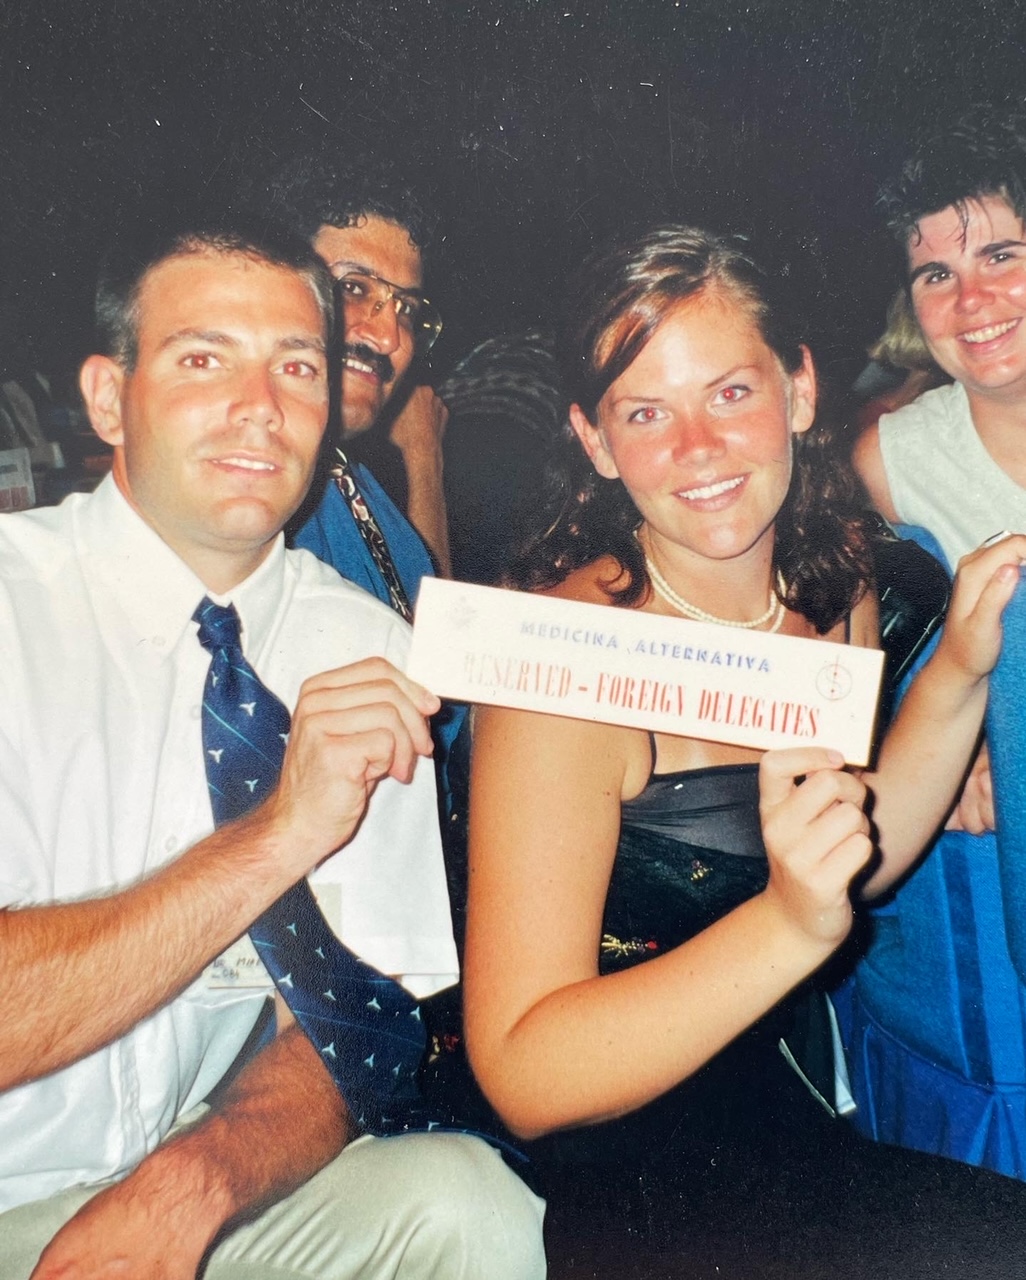 MEDICINA ALTERNATIVA
RESERVED - FOREIGN DELEGATES